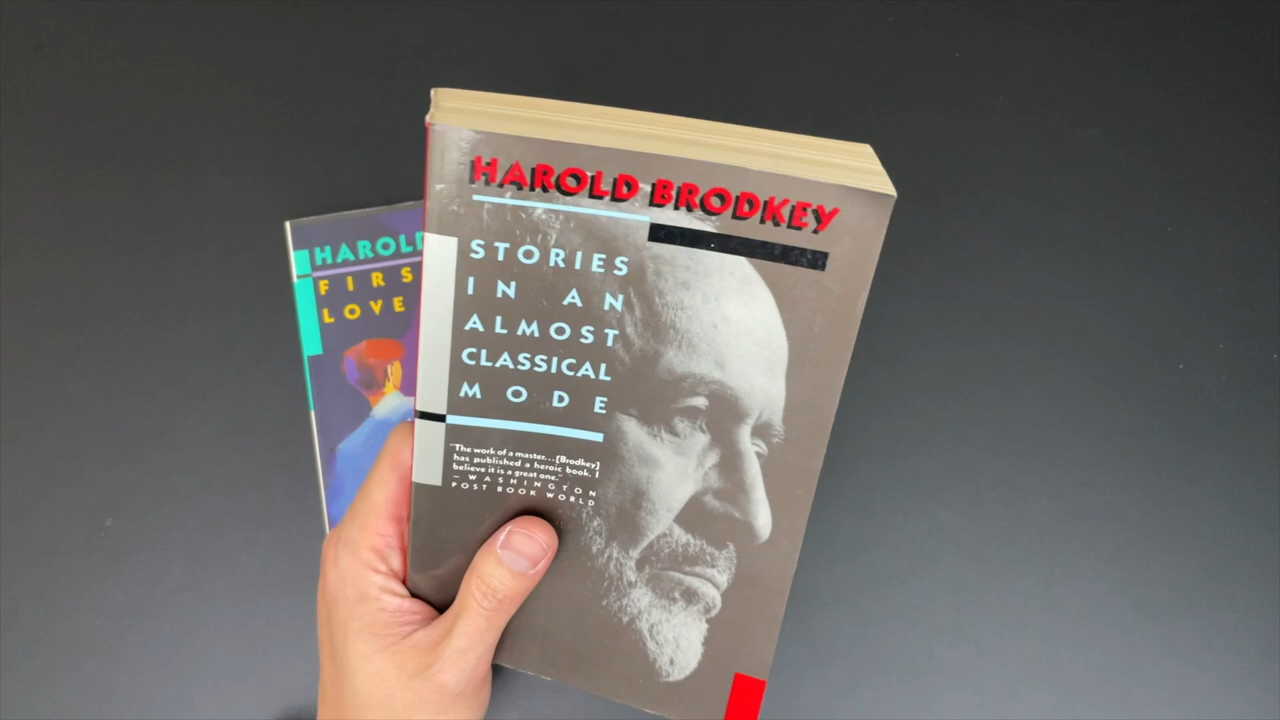 HAROLD BRODKEY
STORIES
IN AN
ALMOST
CLASSICAL
MODE
"The work of a master...[Brodkey]
has published a heroic book. I
believe it is a great one."
— WASHINGTON
POST BOOK WORLD
HAROLD
FIRS
LOVE